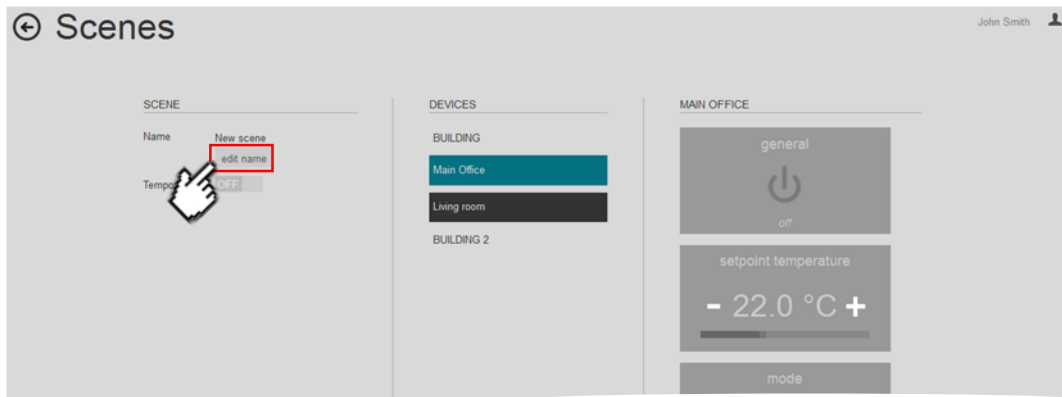 Scenes
John Smith
SCENE
Name New scene
edit name
OFF
DEVICES
BUILDING
Main Office
Living room
BUILDING 2
MAIN OFFICE
general
off
setpoint temperature
- 22.0 °C +
mode